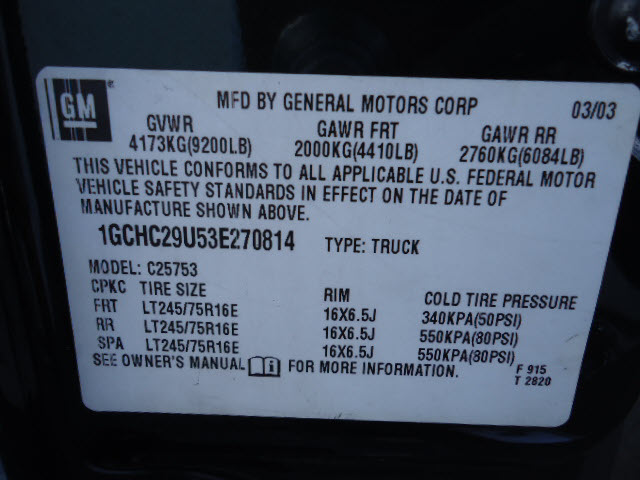 GM
MFD BY GENERAL MOTORS CORP 03/03
GVWR GAWR FRT GAWR RR
4173KG(9200LB) 2000KG(4410LB) 2760KG(6084LB)
THIS VEHICLE CONFORMS TO ALL APPLICABLE U.S. FEDERAL MOTOR
VEHICLE SAFETY STANDARDS IN EFFECT ON THE DATE OF
MANUFACTURE SHOWN ABOVE.
1GCHC29U53E270814 TYPE: TRUCK
MODEL: C25753
CPKC TIRE SIZE RIM COLD TIRE PRESSURE
FRT LT245/75R16E 16X6.5J 340KPA(50PSI)
RR LT245/75R16E 16X6.5J 550KPA(80PSI)
SPA LT245/75R16E 16X6.5J 550KPA(80PSI)
SEE OWNER'S MANUAL FOR MORE INFORMATION.
F 915
T 2820